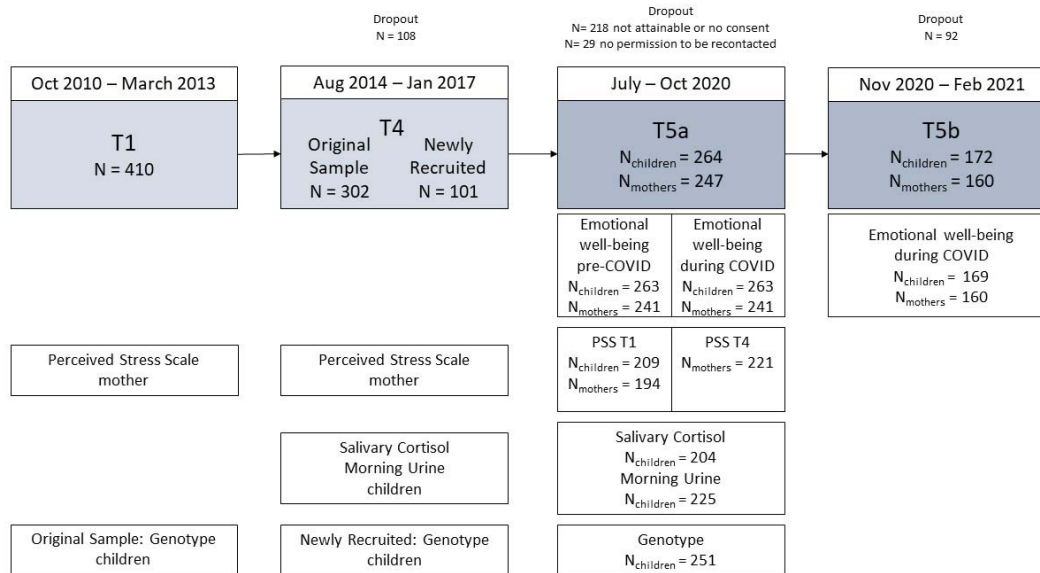 Dropout
N = 108
Dropout
N= 218 not attainable or no consent
N= 29 no permission to be recontacted
Dropout
N = 92
Oct 2010 – March 2013
T1
N = 410
Aug 2014 – Jan 2017
T4
Original
Sample
N = 302
Newly
Recruited
N = 101
July – Oct 2020
T5a
Nchildren = 264
Nmothers = 247
Nov 2020 – Feb 2021
T5b
Nchildren = 172
Nmothers = 160
Emotional
well-being
pre-COVID
Nchildren = 263
Nmothers = 241
Emotional
well-being
during COVID
Nchildren = 263
Nmothers = 241
Emotional well-being
during COVID
Nchildren = 169
Nmothers = 160
Perceived Stress Scale
mother
Perceived Stress Scale
mother
PSS T1
Nchildren = 209
Nmothers = 194
PSS T4
Nmothers = 221
Salivary Cortisol
Morning Urine
children
Salivary Cortisol
Nchildren = 204
Morning Urine
Nchildren = 225
Original Sample: Genotype
children
Newly Recruited: Genotype
children
Genotype
Nchildren = 251